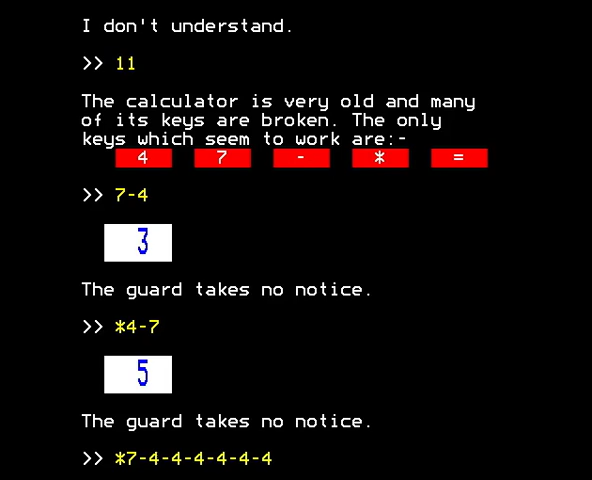 I don't understand.
>> 11
The calculator is very old and many
of its keys are broken. The only
keys which seem to work are:-
4 7 - * =
>> 7-4
3
The guard takes no notice.
>> *4-7
5
The guard takes no notice.
>> *7-4-4-4-4-4-4